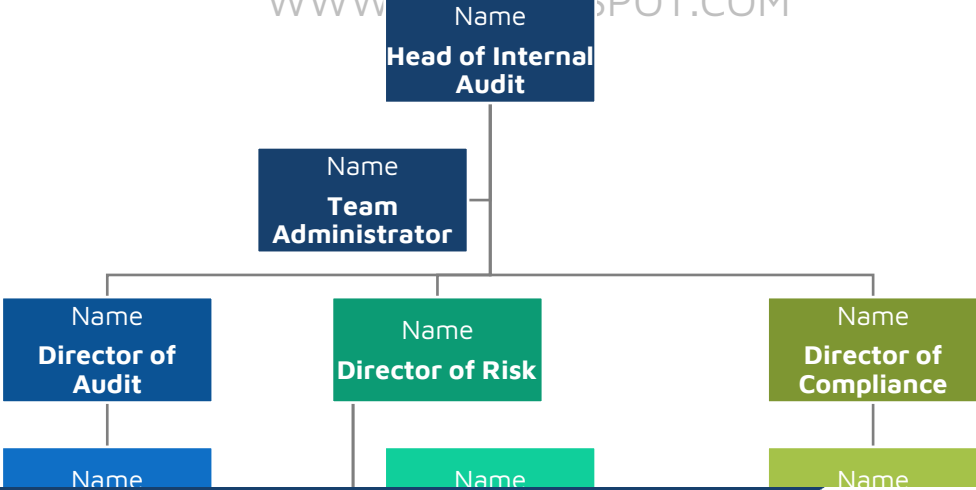 Name
Head of Internal
Audit
Name
Team
Administrator
Name
Director of
Audit
Name
Director of Risk
Name
Director of
Compliance
Name
Name
Name